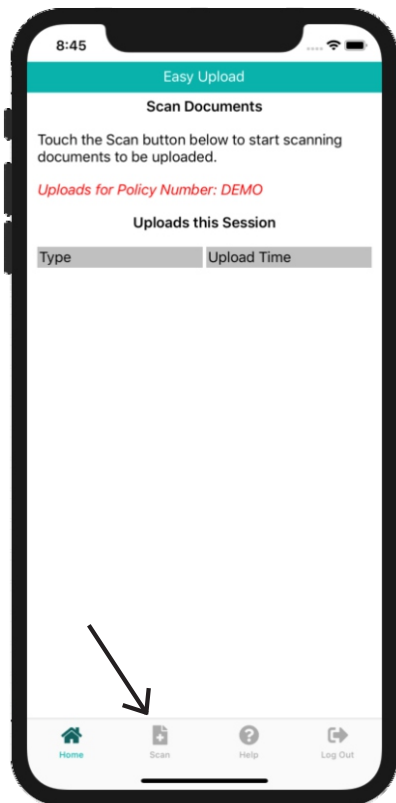 8:45
Easy Upload
Scan Documents
Touch the Scan button below to start scanning
documents to be uploaded.
Uploads for Policy Number: DEMO
Uploads this Session
Type Upload Time
Home Scan Help Log Out